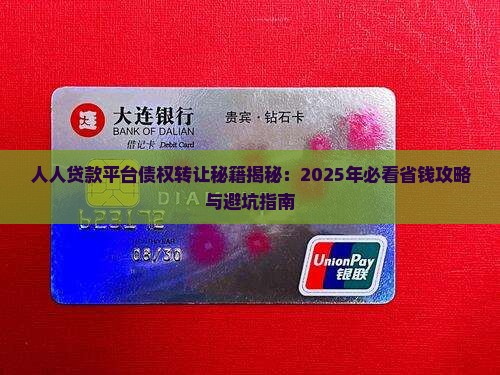 大连银行
BANK OF DALIAN
贵宾·钻石卡
借记卡 Debit Card
人人贷款平台债权转让秘籍揭秘：2025年必看省钱攻略
与避坑指南
DIA
623172
08/30
UnionPay
银联